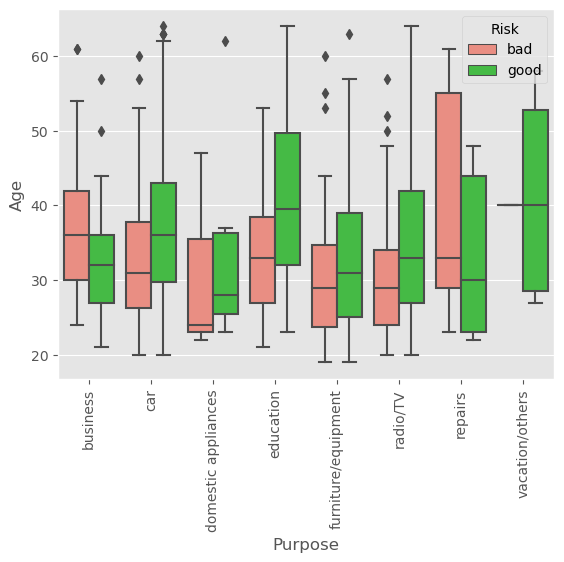 Risk
bad
good
60
50
40
30
20
Age
business
car
domestic appliances
education
furniture/equipment
radio/TV
repairs
vacation/others
Purpose